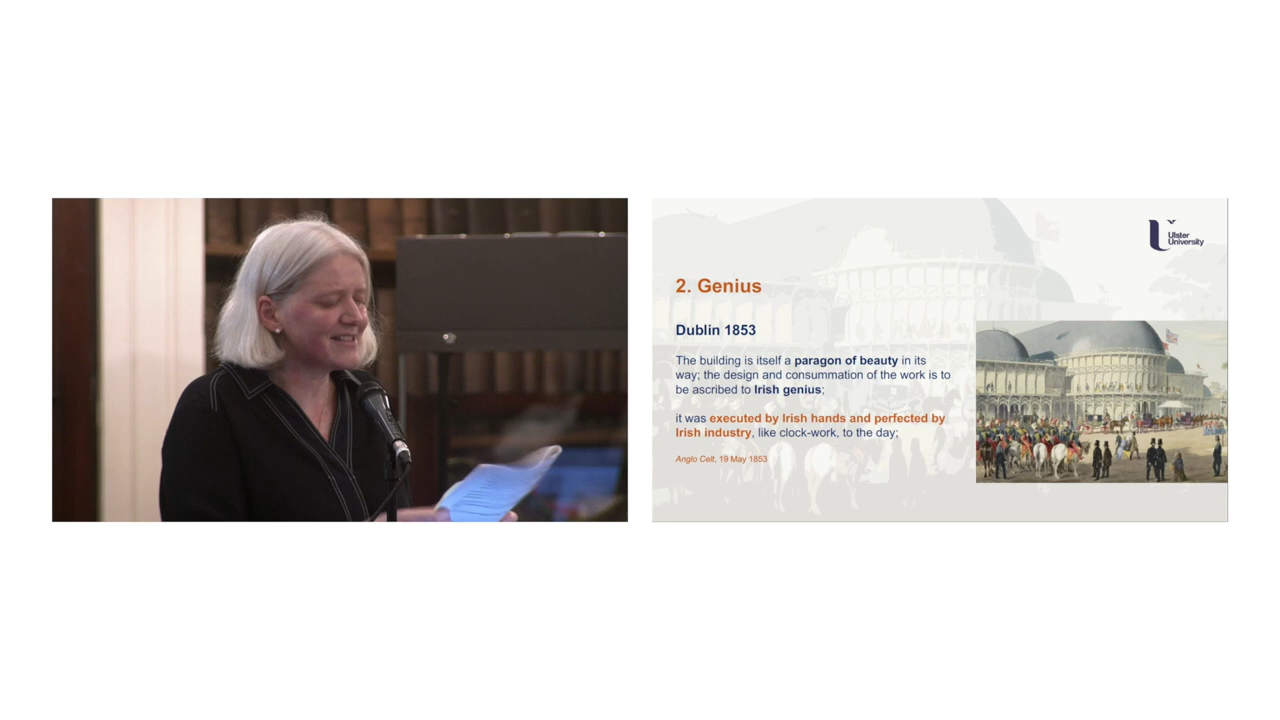 Ulster
University
2. Genius
Dublin 1853
The building is itself a paragon of beauty in its
way; the design and consummation of the work is to
be ascribed to Irish genius;
it was executed by Irish hands and perfected by
Irish industry, like clock-work, to the day;
Anglo Celt, 19 May 1853